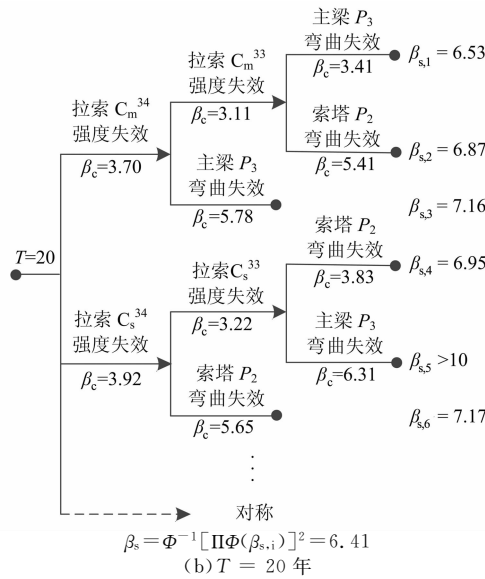 主梁 P₃
弯曲失效
βc=3.41
βs,1 = 6.53
拉索 Cm³³
强度失效
βc=3.11
索塔 P₂
弯曲失效
βc=5.41
βs,2 = 6.87
拉索 Cm³⁴
强度失效
βc=3.70
主梁 P₃
弯曲失效
βc=5.78
βs,3 = 7.16
T=20
索塔 P₂
弯曲失效
βc=3.83
βs,4 = 6.95
拉索Cs³³
强度失效
βc=3.22
主梁 P₃
弯曲失效
βc=6.31
βs,5 >10
拉索 Cs³⁴
强度失效
βc=3.92
索塔 P₂
弯曲失效
βc=5.65
βs,6 = 7.17
⋮
对称
βs=Φ⁻¹[ΠΦ(βs,i)]²=6.41
(b) T = 20 年